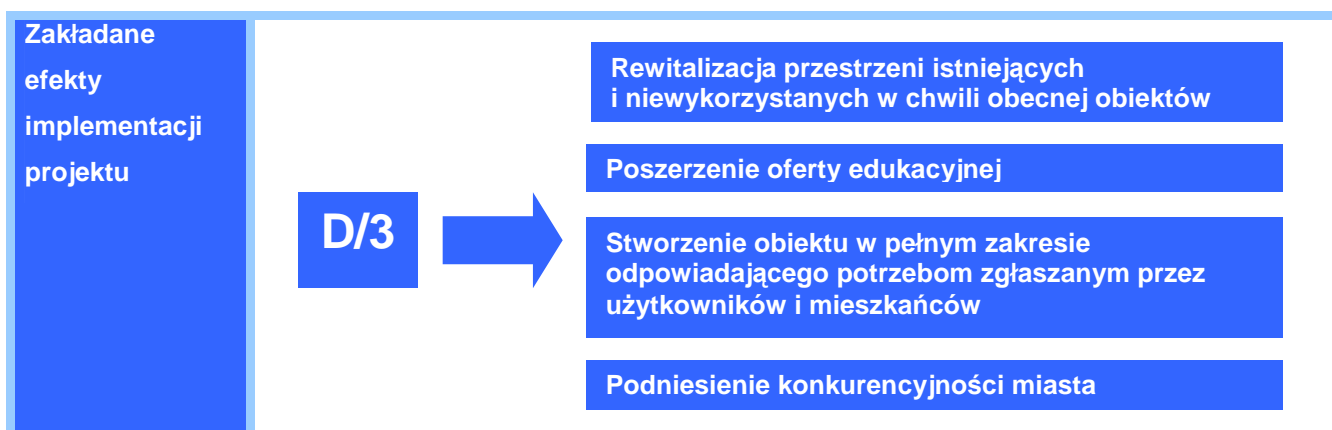 Zakładane
efekty
implementacji
projektu
D/3
Rewitalizacja przestrzeni istniejących
i niewykorzystanych w chwili obecnej obiektów
Poszerzenie oferty edukacyjnej
Stworzenie obiektu w pełnym zakresie
odpowiadającego potrzebom zgłaszanym przez
użytkowników i mieszkańców
Podniesienie konkurencyjności miasta